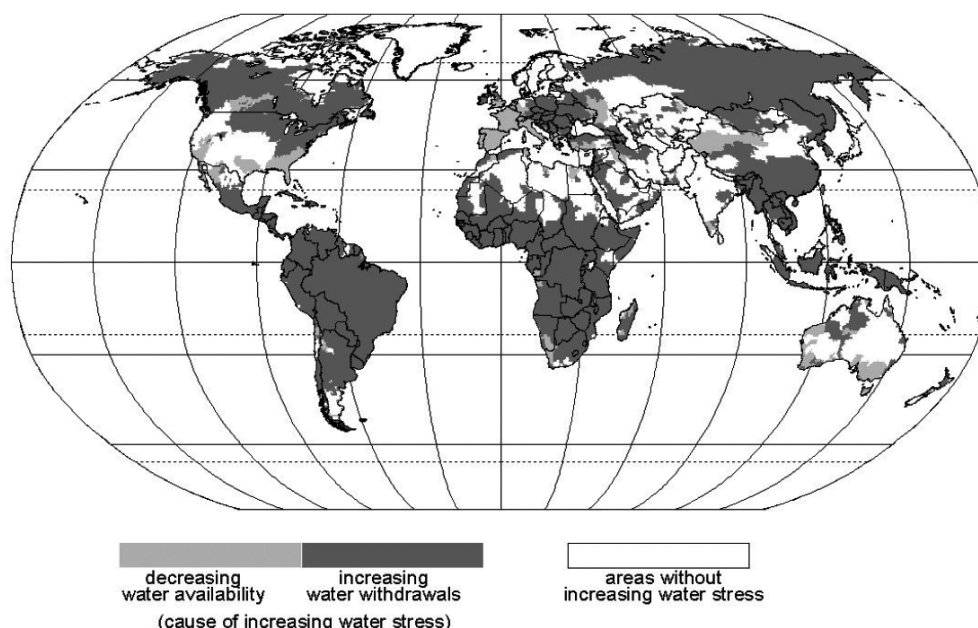 decreasing
water availability
increasing
water withdrawals
(cause of increasing water stress)
areas without
increasing water stress